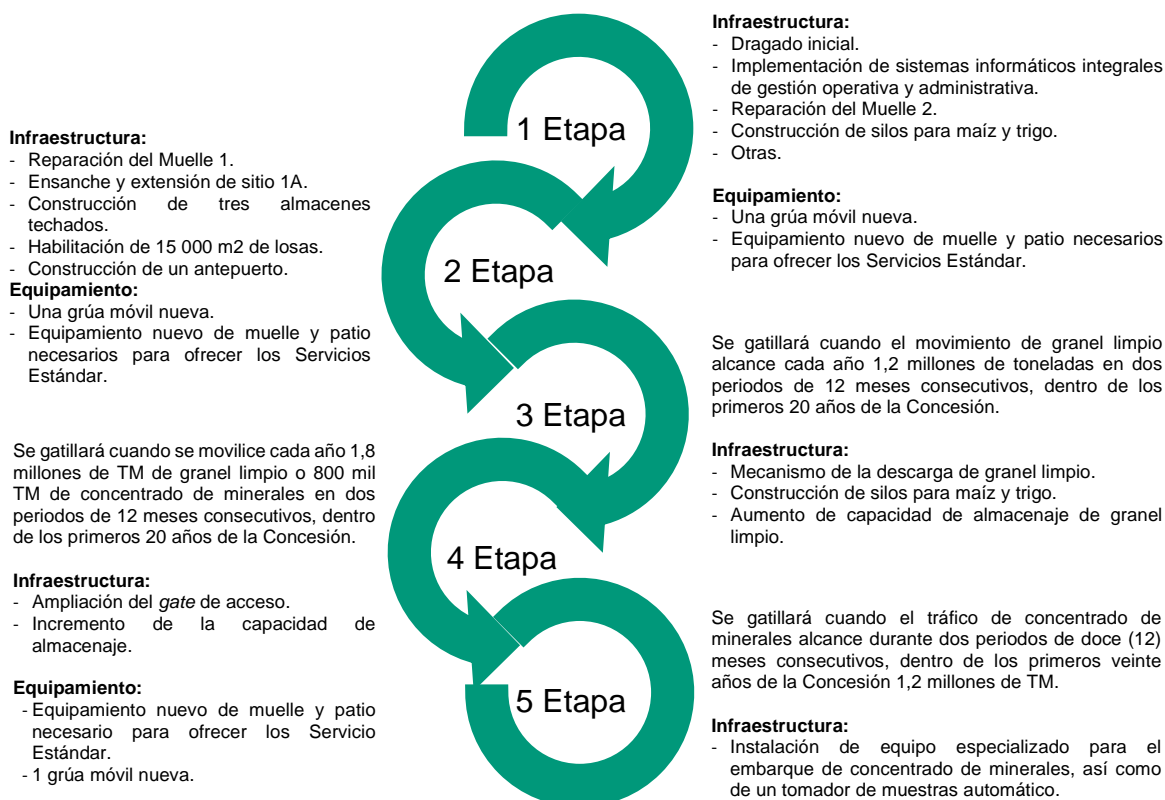 1 Etapa
Infraestructura:
- Dragado inicial.
- Implementación de sistemas informáticos integrales
de gestión operativa y administrativa.
- Reparación del Muelle 2.
- Construcción de silos para maíz y trigo.
- Otras.
Equipamiento:
- Una grúa móvil nueva.
- Equipamiento nuevo de muelle y patio necesarios
para ofrecer los Servicios Estándar.
2 Etapa
Infraestructura:
- Reparación del Muelle 1.
- Ensanche y extensión de sitio 1A.
- Construcción de tres almacenes
techados.
- Habilitación de 15 000 m2 de losas.
- Construcción de un antepuerto.
Equipamiento:
- Una grúa móvil nueva.
- Equipamiento nuevo de muelle y patio
necesarios para ofrecer los Servicios
Estándar.
3 Etapa
Se gatillará cuando el movimiento de granel limpio
alcance cada año 1,2 millones de toneladas en dos
periodos de 12 meses consecutivos, dentro de los
primeros 20 años de la Concesión.
Infraestructura:
- Mecanismo de la descarga de granel limpio.
- Construcción de silos para maíz y trigo.
- Aumento de capacidad de almacenaje de granel
limpio.
4 Etapa
Se gatillará cuando se movilice cada año 1,8
millones de TM de granel limpio o 800 mil
TM de concentrado de minerales en dos
periodos de 12 meses consecutivos, dentro
de los primeros 20 años de la Concesión.
Infraestructura:
- Ampliación del gate de acceso.
- Incremento de la capacidad de
almacenaje.
Equipamiento:
- Equipamiento nuevo de muelle y patio
necesario para ofrecer los Servicio
Estándar.
- 1 grúa móvil nueva.
5 Etapa
Se gatillará cuando el tráfico de concentrado de
minerales alcance durante dos periodos de doce (12)
meses consecutivos, dentro de los primeros veinte
años de la Concesión 1,2 millones de TM.
Infraestructura:
- Instalación de equipo especializado para el
embarque de concentrado de minerales, así como
de un tomador de muestras automático.